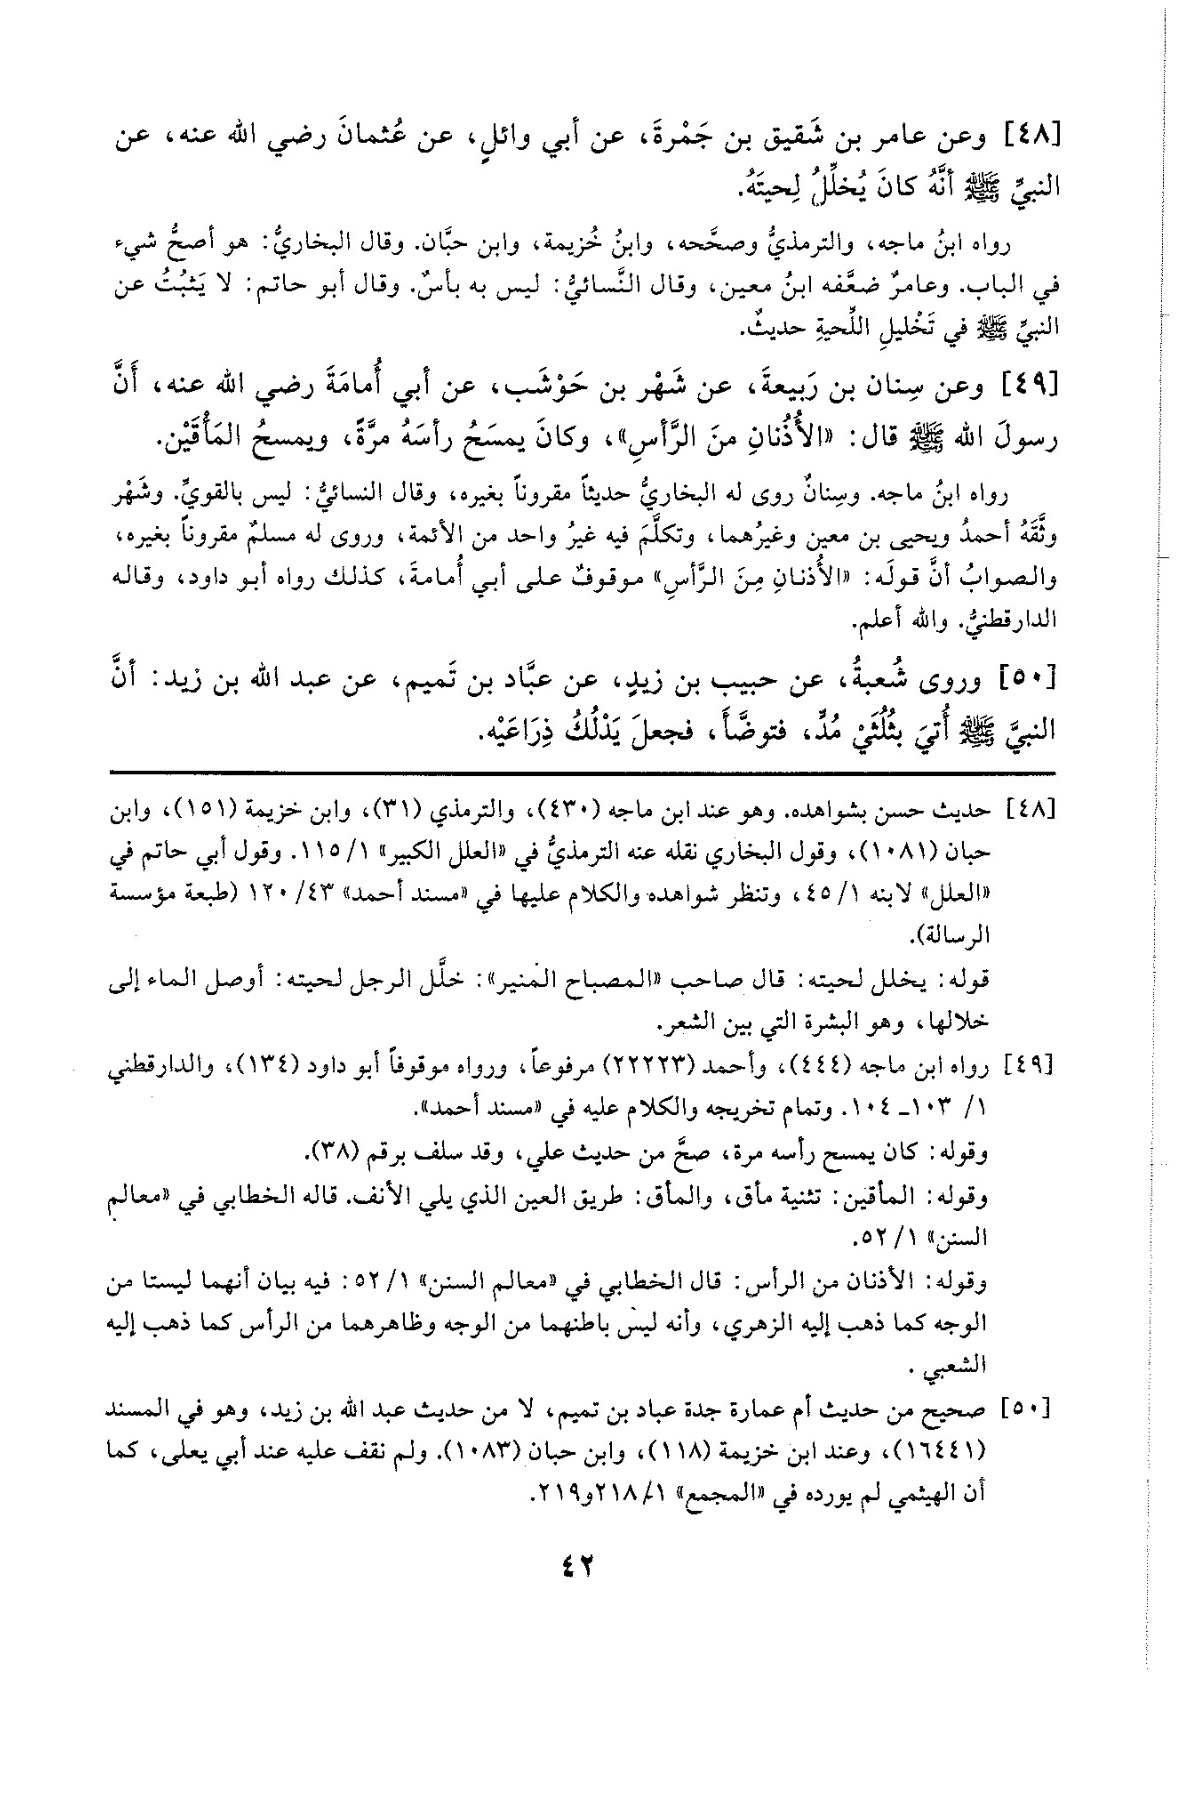 [٤٨] وعن عامر بن شَقيق بن جَمْرةَ، عن أبي وائلٍ، عن عُثمانَ رضي الله عنه، عن
النبيِّ ﷺ أنَّهُ كانَ يُخلِّلُ لِحيتَهُ.
رواه ابنُ ماجه، والترمذيُّ وصحَّحه، وابنُ خُزيمة، وابن حبَّان. وقال البخاريُّ: هو أصحُّ شيء
في الباب. وعامرٌ ضعَّفه ابنُ معين، وقال النَّسائيُّ: ليس به بأسٌ. وقال أبو حاتم: لا يَثبُتُ عن
النبيِّ ﷺ في تَخْليلِ اللِّحيةِ حديثٌ.
[٤٩] وعن سِنان بن رَبيعةَ، عن شَهْر بن حَوْشَب، عن أبي أُمامَةَ رضي الله عنه، أَنَّ
رسولَ الله ﷺ قال: «الأُذُنانِ منَ الرَّأسِ»، وكانَ يمسَحُ رأسَهُ مرَّةً، ويمسحُ المَأْقَيْن.
رواه ابنُ ماجه. وسِنانٌ روى له البخاريُّ حديثاً مقروناً بغيره، وقال النسائيُّ: ليس بالقويِّ. وشَهْر
وثَّقَهُ أحمدُ ويحيى بن معين وغيرُهما، وتكلَّمَ فيه غيرُ واحد من الأئمة، وروى له مسلمٌ مقروناً بغيره،
والصوابُ أنَّ قولَه: «الأُذنانِ مِنَ الرَّأسِ» موقوفٌ على أبي أُمامةَ، كذلك رواه أبو داود، وقاله
الدارقطنيُّ. والله أعلم.
[٥٠] وروى شُعبةُ، عن حبيب بن زيدٍ، عن عبَّاد بن تَميم، عن عبد الله بن زيد: أنَّ
النبيَّ ﷺ أُتيَ بثُلُثَيْ مُدٍّ، فتوضَّأَ، فجعلَ يَدْلُكُ ذِرَاعَيْه.
[٤٨] حديث حسن بشواهده. وهو عند ابن ماجه (٤٣٠)، والترمذي (٣١)، وابن خزيمة (١٥١)، وابن
حبان (١٠٨١)، وقول البخاري نقله عنه الترمذيُّ في «العلل الكبير» ١/ ١١٥. وقول أبي حاتم في
«العلل» لابنه ١/ ٤٥، وتنظر شواهده والكلام عليها في «مسند أحمد» ٤٣/ ١٢٠ (طبعة مؤسسة
الرسالة).
قوله: يخلل لحيته: قال صاحب «المصباح المنير»: خلَّل الرجل لحيته: أوصل الماء إلى
خلالها، وهو البشرة التي بين الشعر.
[٤٩] رواه ابن ماجه (٤٤٤)، وأحمد (٢٢٢٢٣) مرفوعاً، ورواه موقوفاً أبو داود (١٣٤)، والدارقطني
١/ ١٠٣ـ ١٠٤. وتمام تخريجه والكلام عليه في «مسند أحمد».
وقوله: كان يمسح رأسه مرة، صحَّ من حديث علي، وقد سلف برقم (٣٨).
وقوله: المأقين: تثنية مأق، والمأق: طريق العين الذي يلي الأنف. قاله الخطابي في «معالم
السنن» ١/ ٥٢.
وقوله: الأذنان من الرأس: قال الخطابي في «معالم السنن» ١/ ٥٢: فيه بيان أنهما ليستا من
الوجه كما ذهب إليه الزهري، وأنه ليس باطنهما من الوجه وظاهرهما من الرأس كما ذهب إليه
الشعبي .
[٥٠] صحيح من حديث أم عمارة جدة عباد بن تميم، لا من حديث عبد الله بن زيد، وهو في المسند
(١٦٤٤١)، وعند ابن خزيمة (١١٨)، وابن حبان (١٠٨٣). ولم نقف عليه عند أبي يعلى، كما
أن الهيثمي لم يورده في «المجمع» ١/ ٢١٨و٢١٩.
٤٢